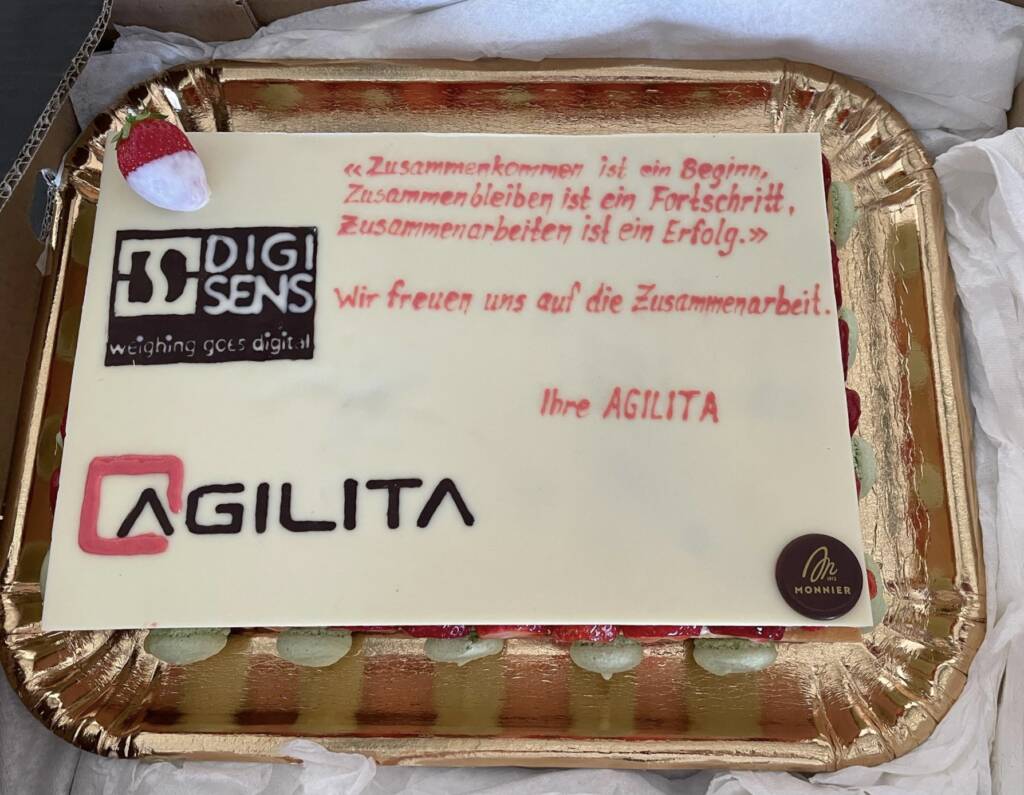 «Zusammenkommen ist ein Beginn,
Zusammenbleiben ist ein Fortschritt,
Zusammenarbeiten ist ein Erfolg.»
DIGI
SENS
weighing goes digital
Wir freuen uns auf die Zusammenarbeit.
Ihre AGILITA
AGILITA
1912
MONNIER